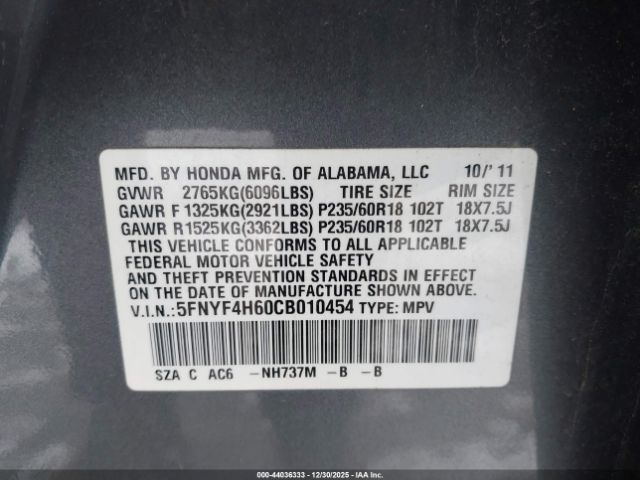 MFD. BY HONDA MFG. OF ALABAMA, LLC 10/'11
GVWR 2765KG(6096LBS) TIRE SIZE RIM SIZE
GAWR F 1325KG(2921LBS) P235/60R18 102T 18X7.5J
GAWR R1525KG(3362LBS) P235/60R18 102T 18X7.5J
THIS VEHICLE CONFORMS TO ALL APPLICABLE
FEDERAL MOTOR VEHICLE SAFETY
AND THEFT PREVENTION STANDARDS IN EFFECT
ON THE DATE OF MANUFACTURE SHOWN ABOVE.
V.I.N.:5FNYF4H60CB010454 TYPE: MPV
SZA C AC6 -NH737M -B -B
000-44036333 - 12/30/2025 - IAAI.COM - COPART